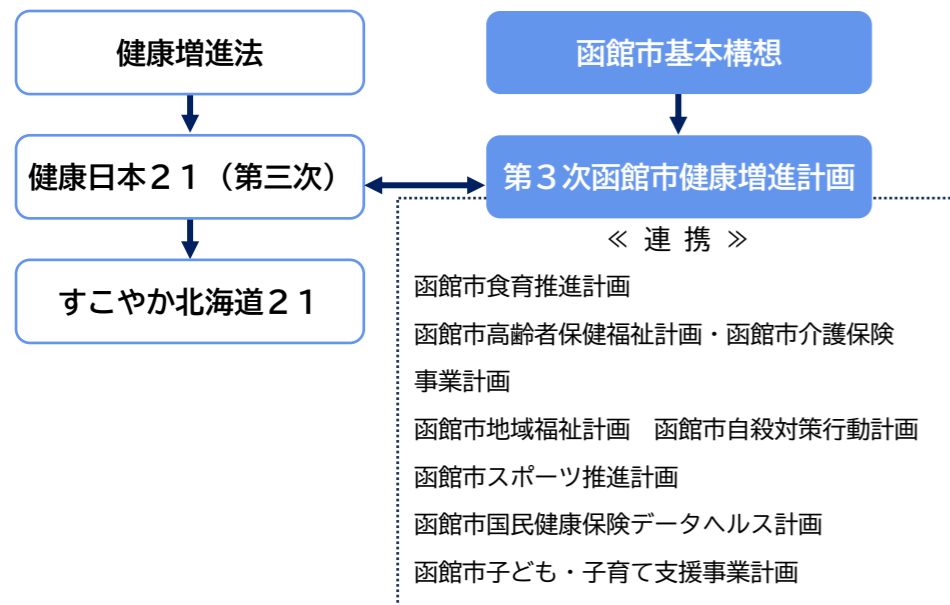 健康増進法
函館市基本構想
健康日本２１（第三次）
第３次函館市健康増進計画
すこやか北海道２１
≪ 連 携 ≫
函館市食育推進計画
函館市高齢者保健福祉計画・函館市介護保険
事業計画
函館市地域福祉計画　函館市自殺対策行動計画
函館市スポーツ推進計画
函館市国民健康保険データヘルス計画
函館市子ども・子育て支援事業計画